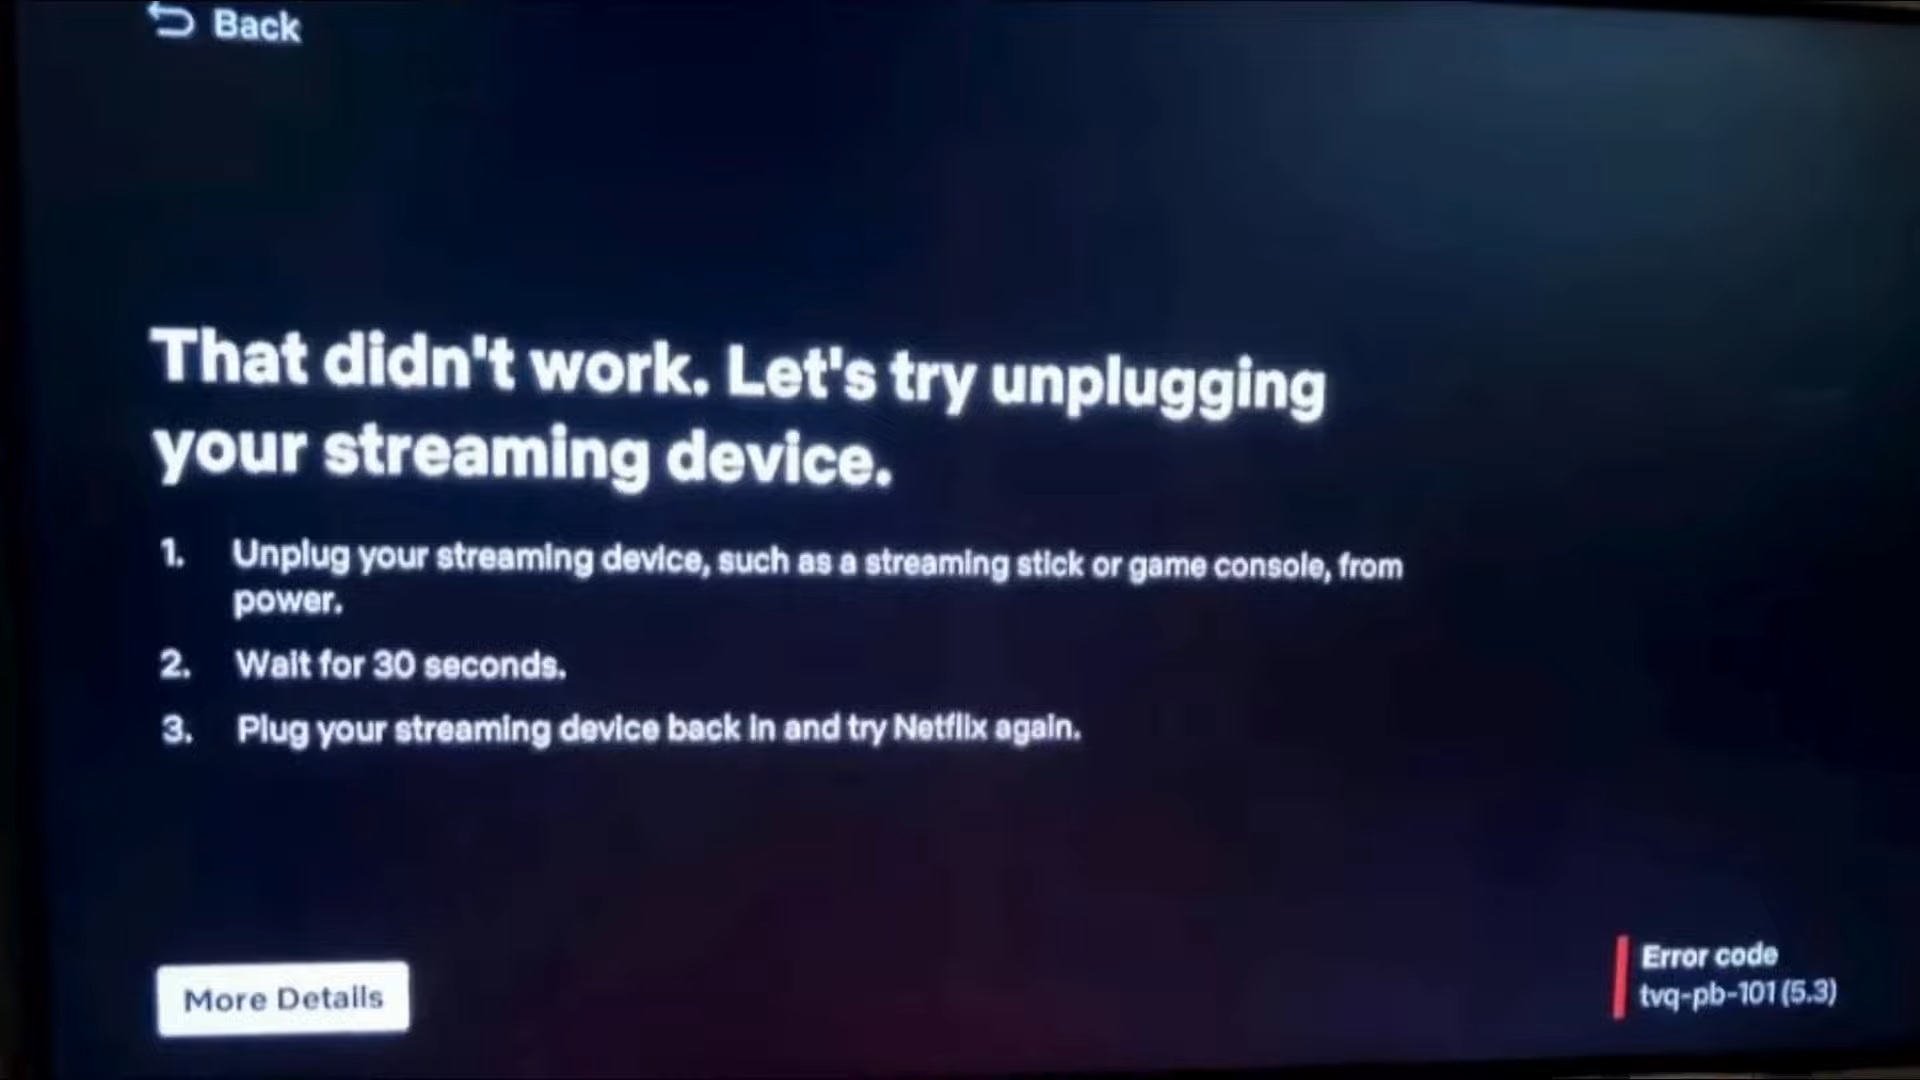 Back
That didn't work. Let's try unplugging
your streaming device.
1. Unplug your streaming device, such as a streaming stick or game console, from
power.
2. Wait for 30 seconds.
3. Plug your streaming device back in and try Netflix again.
More Details
Error code
tvq-pb-101 (5.3)